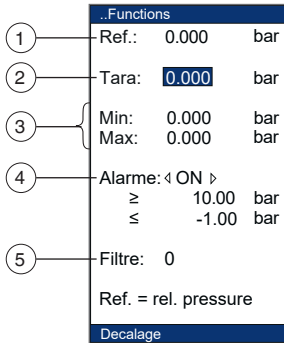 ..Functions
1 Ref.: 0.000 bar
2 Tara: 0.000 bar
3 Min: 0.000 bar
Max: 0.000 bar
4 Alarme: ◃ ON ▹
≥ 10.00 bar
≤ -1.00 bar
5 Filtre: 0
Ref. = rel. pressure
Decalage